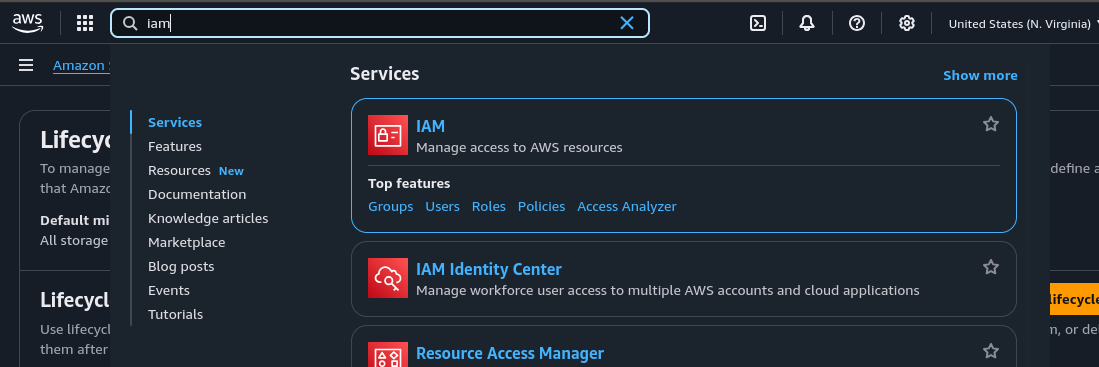 aws
iam
United States (N. Virginia)
Amazon
Services
Show more
Services
Features
Resources New
Documentation
Knowledge articles
Marketplace
Blog posts
Events
Tutorials
IAM
Manage access to AWS resources
Top features
Groups Users Roles Policies Access Analyzer
IAM Identity Center
Manage workforce user access to multiple AWS accounts and cloud applications
Resource Access Manager
Lifecyc
To manage
that Amazo
Default mi
All storage
Lifecycl
Use lifecycl
them after
define a
lifecycle
m, or de